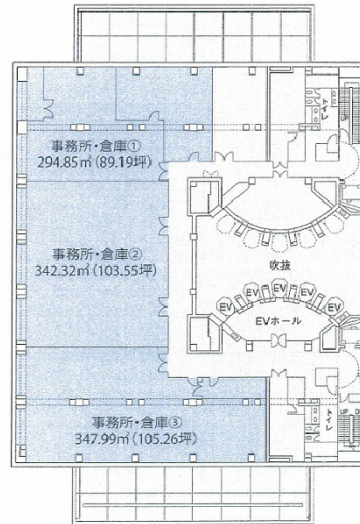 トイレ
事務所・倉庫①
294.85㎡(89.19坪)
事務所・倉庫②
342.32㎡(103.55坪)
吹抜
EV
EV
EV
EV
EV
EVホール
事務所・倉庫③
347.99㎡(105.26坪)
トイレ
UP